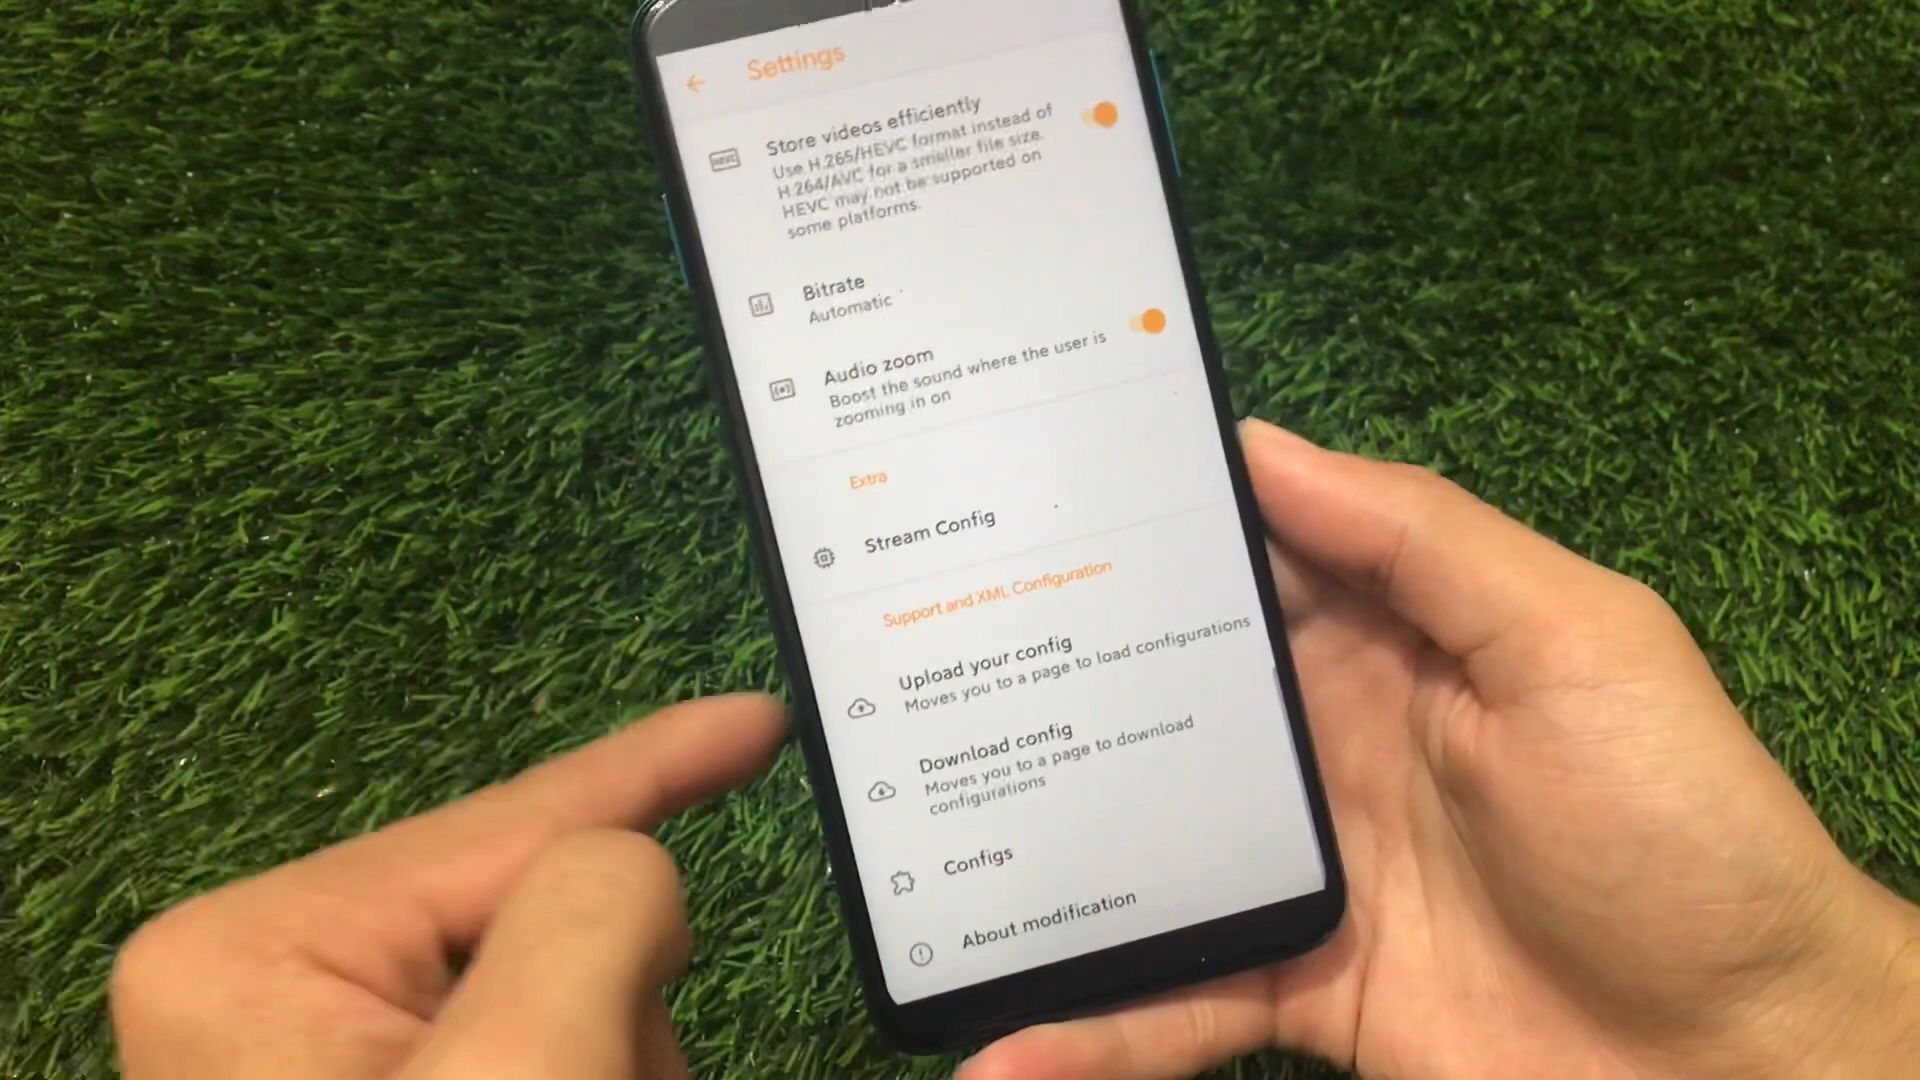 Settings
Store videos efficiently
Use H.265/HEVC format instead of
H.264/AVC for a smaller file size.
HEVC may not be supported on
some platforms.
Bitrate
Automatic
Audio zoom
Boost the sound where the user is
zooming in on
Extra
Stream Config
Support and XML Configuration
Upload your config
Moves you to a page to load configurations
Download config
Moves you to a page to download
configurations
Configs
About modification